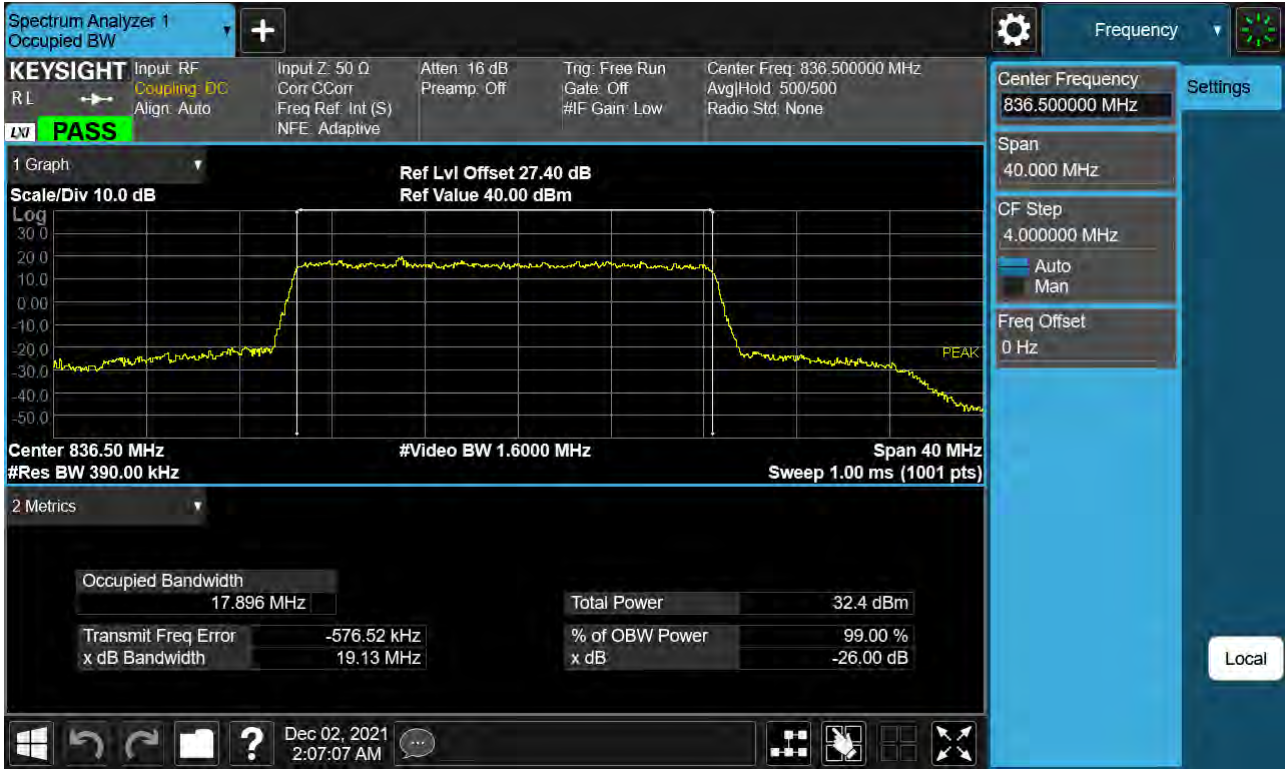 Spectrum Analyzer 1
Occupied BW
Frequency
KEYSIGHT
R L
LXI
PASS
Input: RF
Coupling: DC
Align: Auto
Input Z: 50 Ω
Corr CCorr
Freq Ref: Int (S)
NFE: Adaptive
Atten: 16 dB
Preamp: Off
Trig: Free Run
Gate: Off
#IF Gain: Low
Center Freq: 836.500000 MHz
Avg|Hold: 500/500
Radio Std: None
1 Graph
Scale/Div 10.0 dB
Ref Lvl Offset 27.40 dB
Ref Value 40.00 dBm
Log
30.0
20.0
10.0
0.00
-10.0
-20.0
-30.0
-40.0
-50.0
PEAK
Center 836.50 MHz
#Video BW 1.6000 MHz
Span 40 MHz
#Res BW 390.00 kHz
Sweep 1.00 ms (1001 pts)
2 Metrics
Occupied Bandwidth
17.896 MHz
Total Power 32.4 dBm
Transmit Freq Error -576.52 kHz
% of OBW Power 99.00 %
x dB Bandwidth 19.13 MHz
x dB -26.00 dB
Dec 02, 2021
2:07:07 AM
Center Frequency
836.500000 MHz
Span
40.000 MHz
CF Step
4.000000 MHz
Auto
Man
Freq Offset
0 Hz
Settings
Local